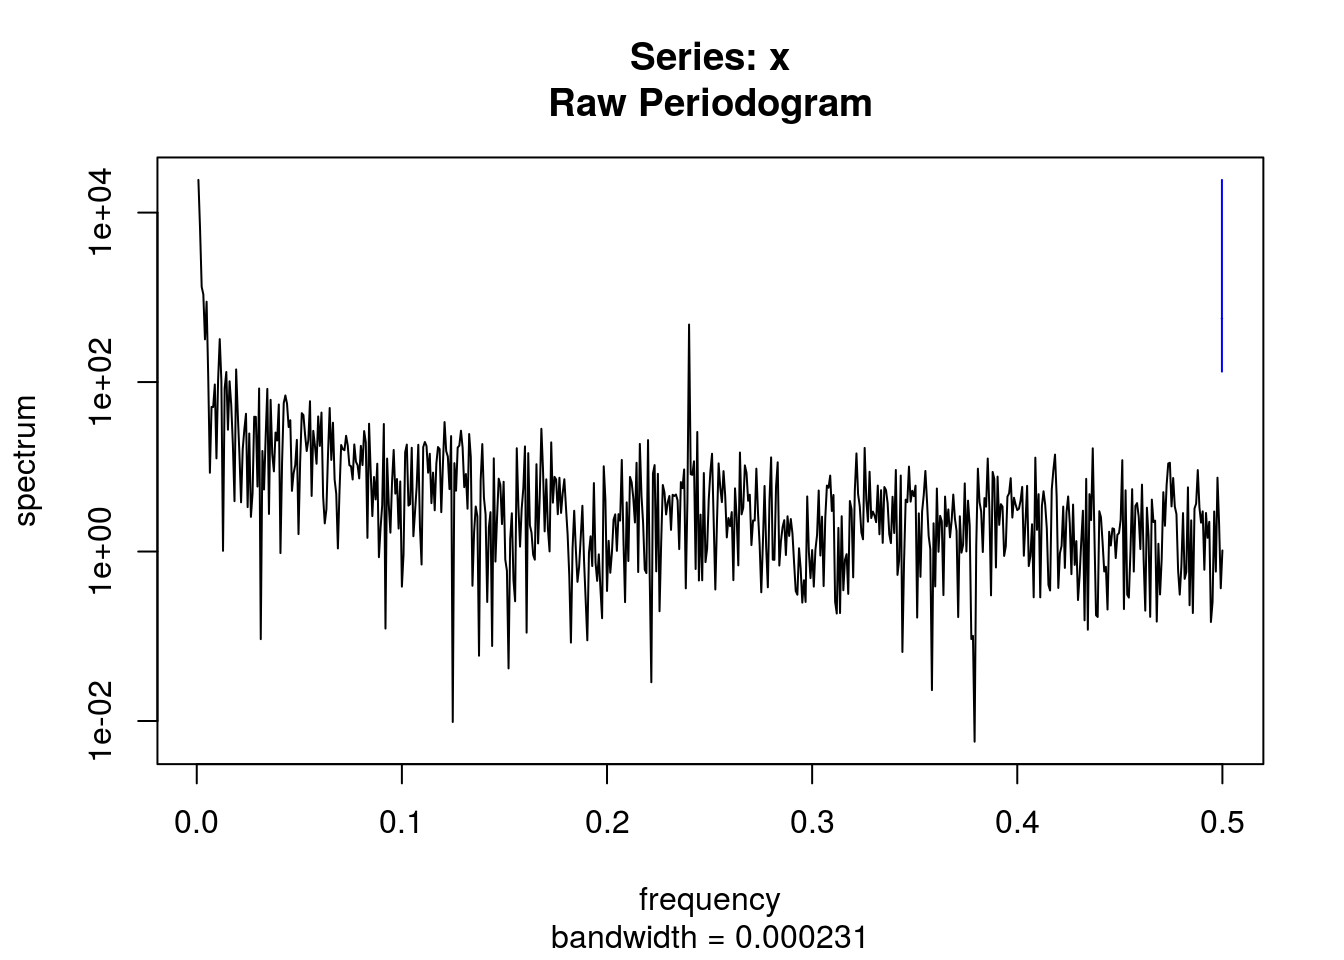 Series: x
Raw Periodogram
spectrum
1e+04
1e+02
1e+00
1e-02
0.0 0.1 0.2 0.3 0.4 0.5
frequency
bandwidth = 0.000231